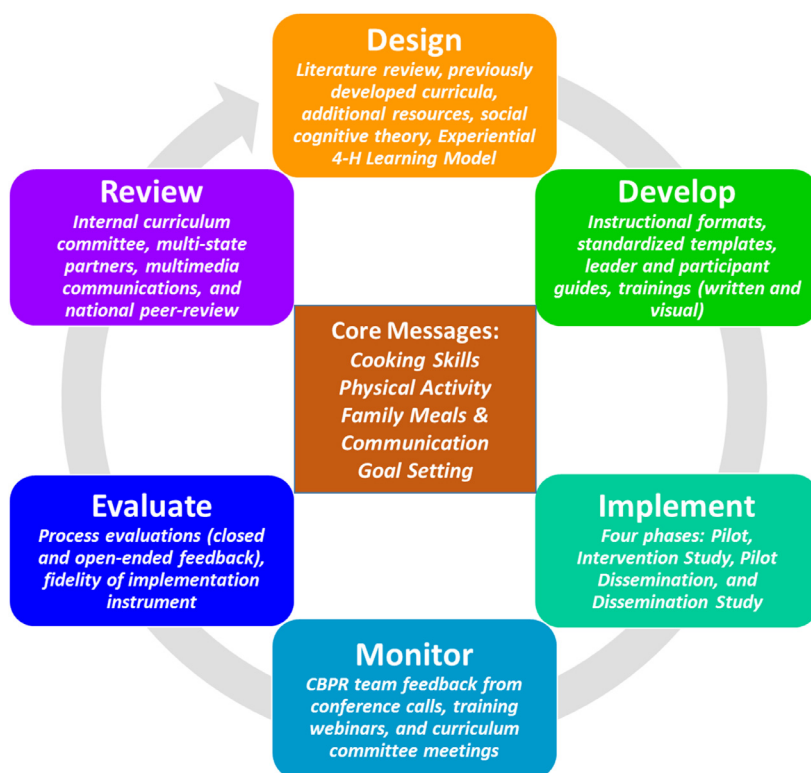 Design
Literature review, previously
developed curricula,
additional resources, social
cognitive theory, Experiential
4-H Learning Model
Develop
Instructional formats,
standardized templates,
leader and participant
guides, trainings (written and
visual)
Implement
Four phases: Pilot,
Intervention Study, Pilot
Dissemination, and
Dissemination Study
Monitor
CBPR team feedback from
conference calls, training
webinars, and curriculum
committee meetings
Evaluate
Process evaluations (closed
and open-ended feedback),
fidelity of implementation
instrument
Review
Internal curriculum
committee, multi-state
partners, multimedia
communications, and
national peer-review
Core Messages:
Cooking Skills
Physical Activity
Family Meals &
Communication
Goal Setting